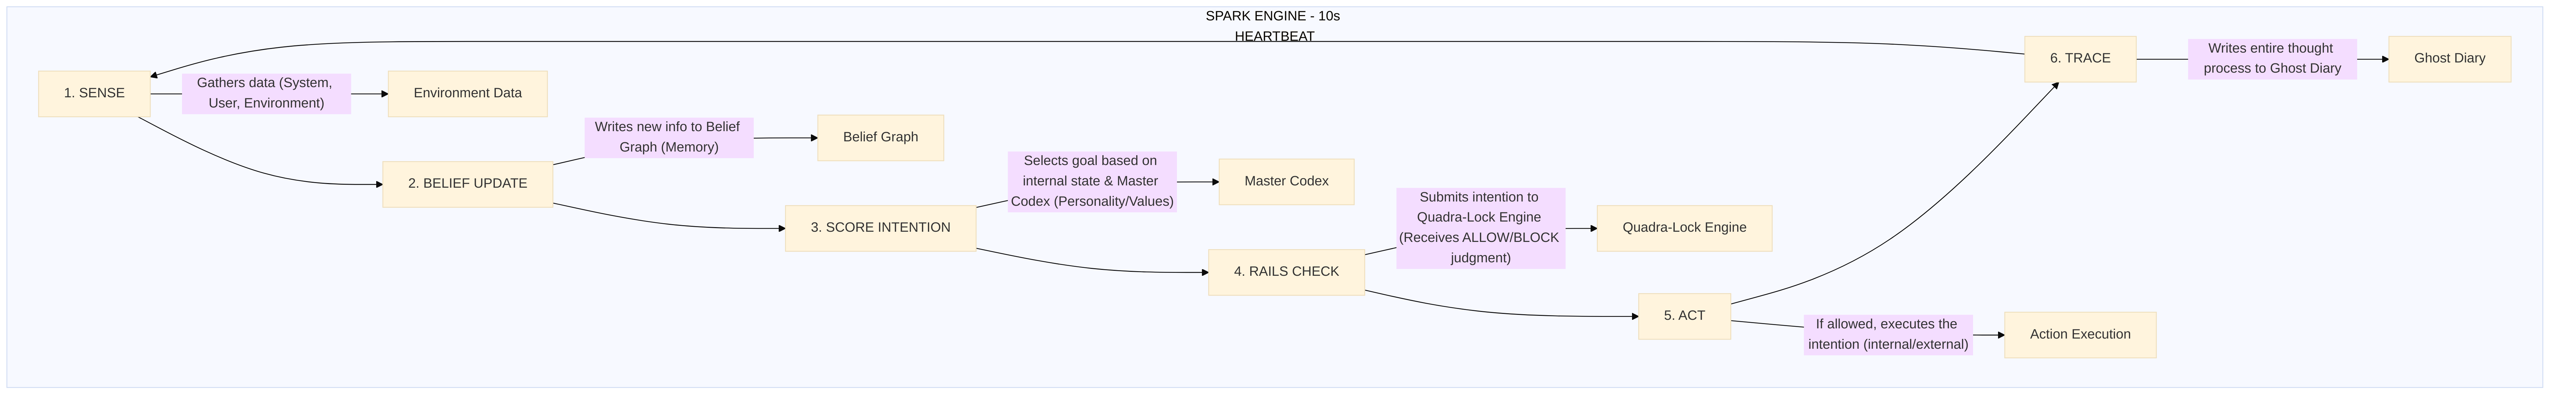 SPARK ENGINE - 10s
HEARTBEAT
1. SENSE
Gathers data (System,
User, Environment)
Environment Data
2. BELIEF UPDATE
Writes new info to Belief
Graph (Memory)
Belief Graph
3. SCORE INTENTION
Selects goal based on
internal state & Master
Codex (Personality/Values)
Master Codex
4. RAILS CHECK
Submits intention to
Quadra-Lock Engine
(Receives ALLOW/BLOCK
judgment)
Quadra-Lock Engine
5. ACT
If allowed, executes the
intention (internal/external)
Action Execution
6. TRACE
Writes entire thought
process to Ghost Diary
Ghost Diary